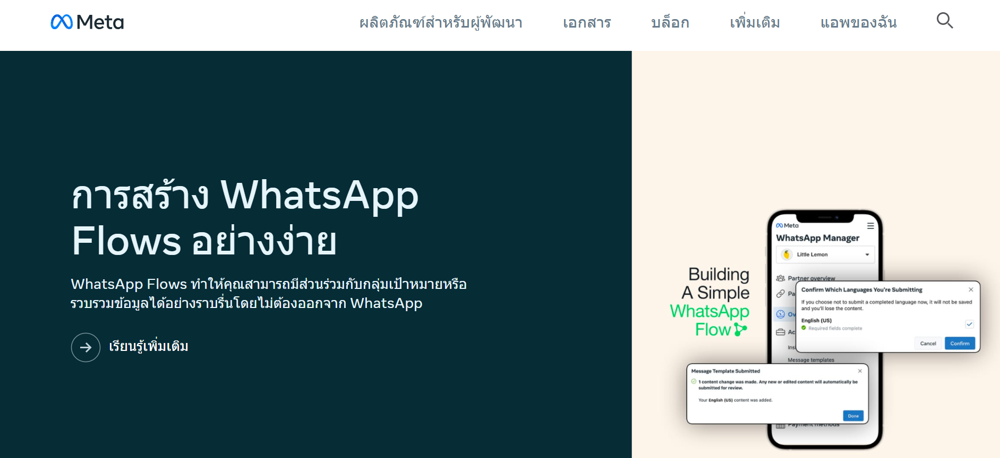 Meta
ผลิตภัณฑ์สำหรับผู้พัฒนา
เอกสาร
บล็อก
เพิ่มเติม
แอพของฉัน
การสร้าง WhatsApp
Flows อย่างง่าย
WhatsApp Flows ทำให้คุณสามารถมีส่วนร่วมกับกลุ่มเป้าหมายหรือ
รวบรวมข้อมูลได้อย่างราบรื่นโดยไม่ต้องออกจาก WhatsApp
เรียนรู้เพิ่มเติม
Building
A Simple
WhatsApp
Flow
Meta
WhatsApp Manager
Little Lemon
Partner overview
Confirm Which Languages You're Submitting
If you choose not to submit a completed language now, it will not be saved
and you'll lose the content.
English (US)
Required fields complete
Cancel
Confirm
Message templates
Message Template Submitted
1 content change was made. Any new or edited content will automatically be
submitted for review.
Your English (US) content was added.
Done
Payment methods